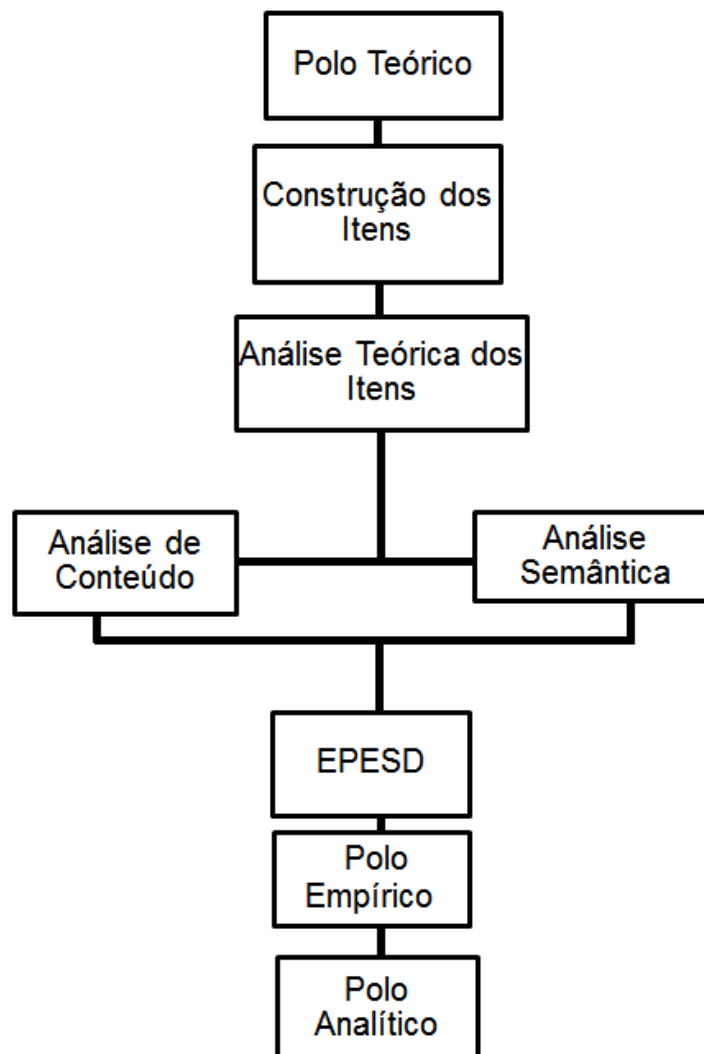 Polo Teórico
Construção dos
Itens
Análise Teórica dos
Itens
Análise de
Conteúdo
Análise
Semântica
EPESD
Polo
Empírico
Polo
Analítico